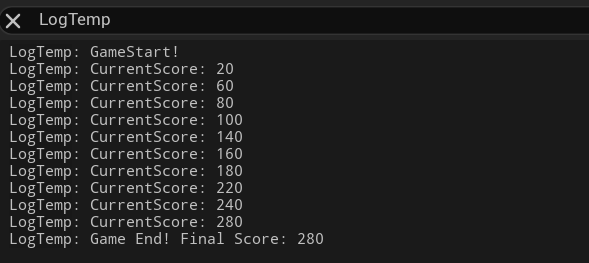 LogTemp
LogTemp: GameStart!
LogTemp: CurrentScore: 20
LogTemp: CurrentScore: 60
LogTemp: CurrentScore: 80
LogTemp: CurrentScore: 100
LogTemp: CurrentScore: 140
LogTemp: CurrentScore: 160
LogTemp: CurrentScore: 180
LogTemp: CurrentScore: 220
LogTemp: CurrentScore: 240
LogTemp: CurrentScore: 280
LogTemp: Game End! Final Score: 280